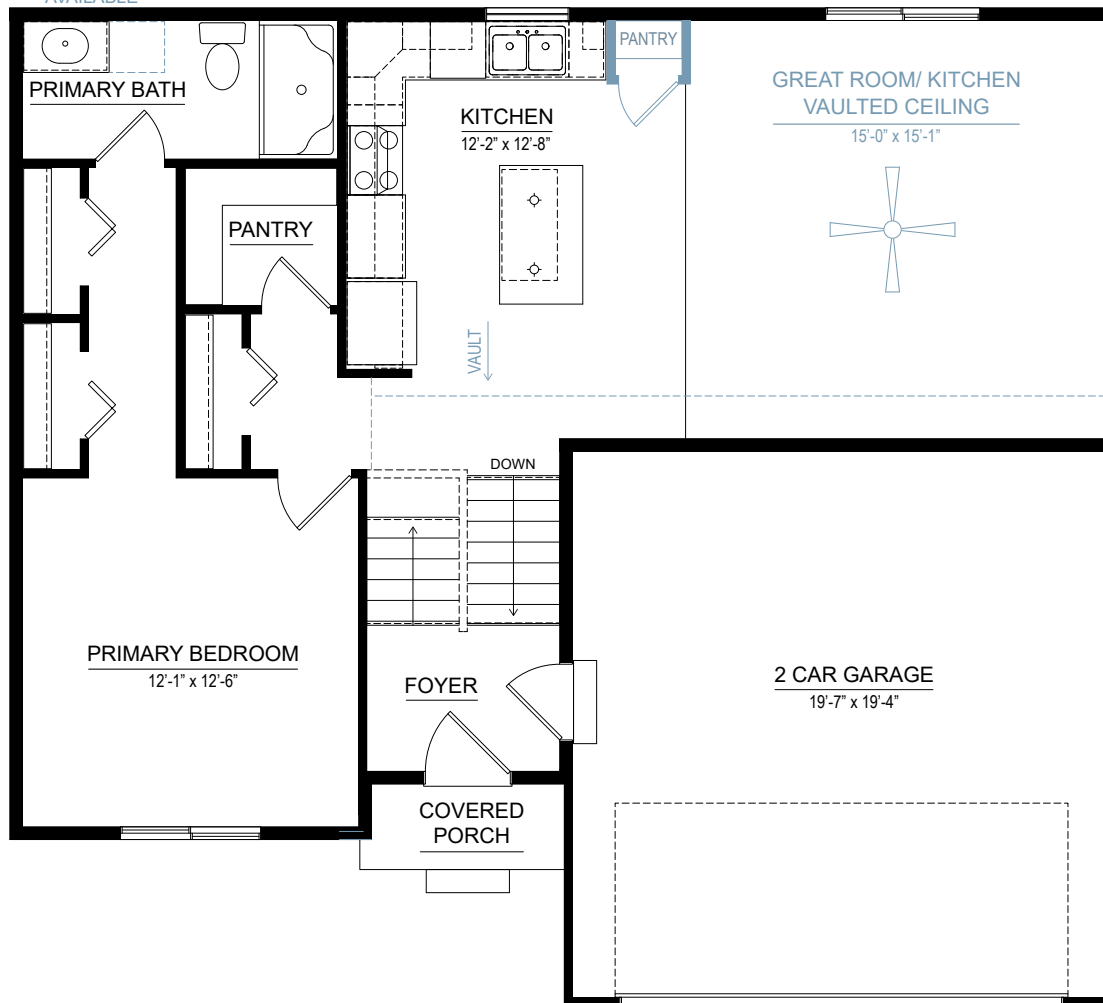 AVAILABLE
PRIMARY BATH
KITCHEN
12'-2" x 12'-8"
PANTRY
GREAT ROOM/ KITCHEN
VAULTED CEILING
15'-0" x 15'-1"
PANTRY
VAULT
DOWN
PRIMARY BEDROOM
12'-1" x 12'-6"
FOYER
2 CAR GARAGE
19'-7" x 19'-4"
COVERED
PORCH